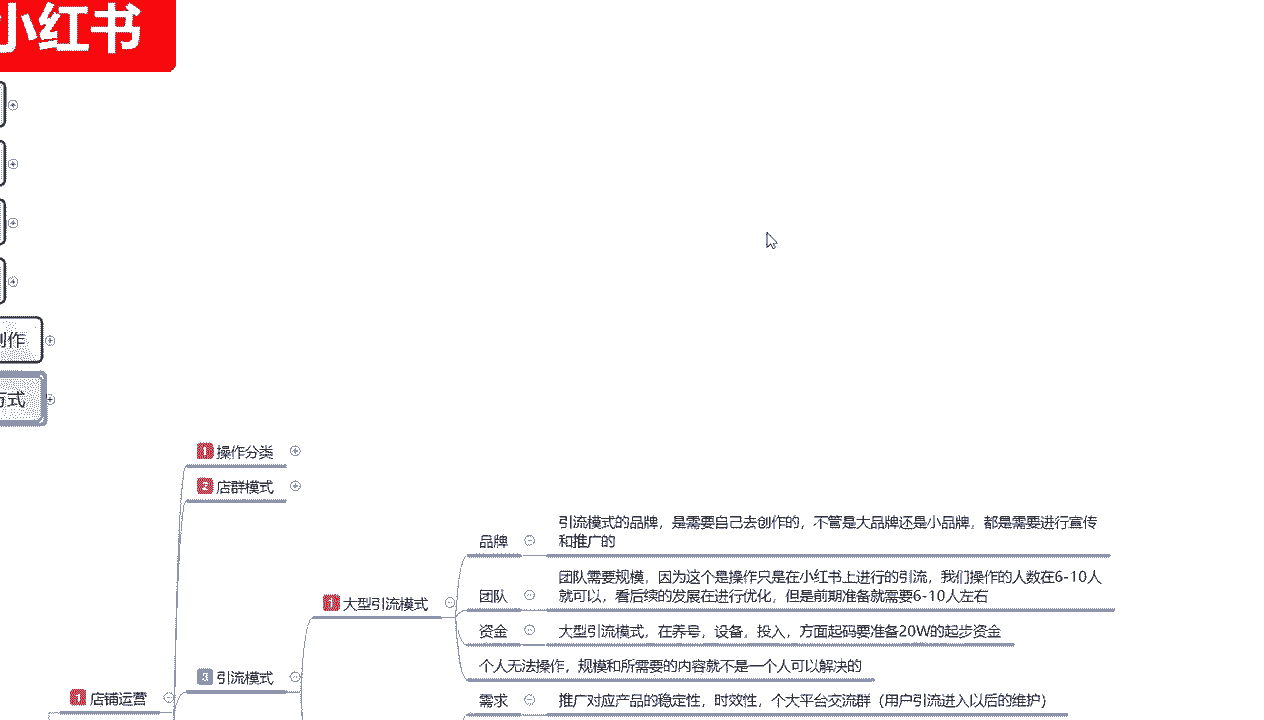 小红书
创作
方式
1 操作分类
2 店群模式
引流模式的品牌，是需要自己去创作的，不管是大品牌还是小品牌，都是需要进行宣传
和推广的
品牌
团队需要规模，因为这个是操作只是在小红书上进行的引流，我们操作的人数在6-10人
就可以，看后续的发展在进行优化，但是前期准备就需要6-10人左右
团队
1 大型引流模式
资金
大型引流模式，在养号，设备，投入，方面起码要准备20W的起步资金
个人无法操作，规模和所需要的内容就不是一个人可以解决的
3 引流模式
1 店铺运营
需求
推广对应产品的稳定性，时效性，个大平台交流群（用户引流进入以后的维护）